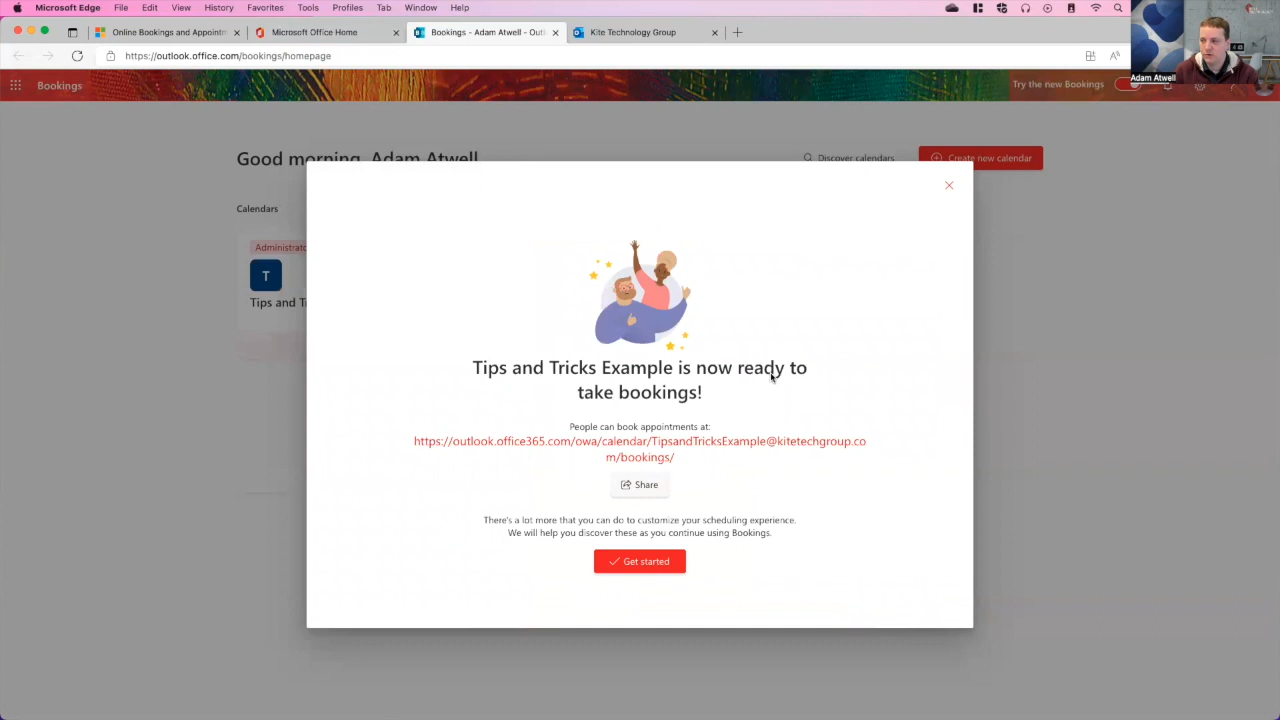 Microsoft Edge File Edit View History Favorites Tools Profiles Tab Window Help
Online Bookings and Appointm
Microsoft Office Home
Bookings - Adam Atwell - Outl
Kite Technology Group
https://outlook.office.com/bookings/homepage
Adam Atwell
Bookings
Try the new Bookings
Good morning, Adam Atwell
Discover calendars
Create new calendar
Calendars
Administrato
T
Tips and T
Tips and Tricks Example is now ready to
take bookings!
People can book appointments at:
https://outlook.office365.com/owa/calendar/TipsandTricksExample@kitetechgroup.co
m/bookings/
Share
There's a lot more that you can do to customize your scheduling experience.
We will help you discover these as you continue using Bookings.
Get started